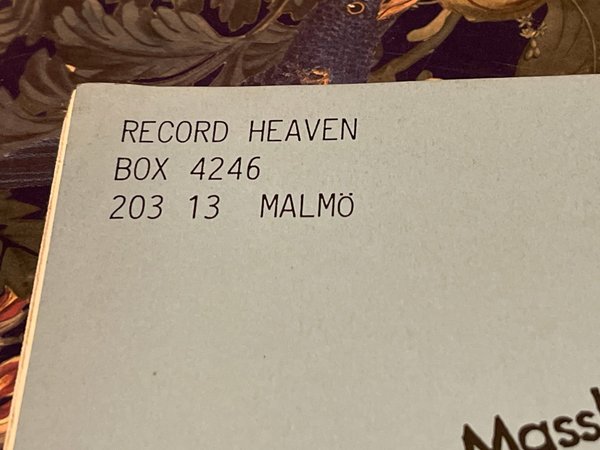 RECORD HEAVEN
BOX 4246
203 13 MALMÖ